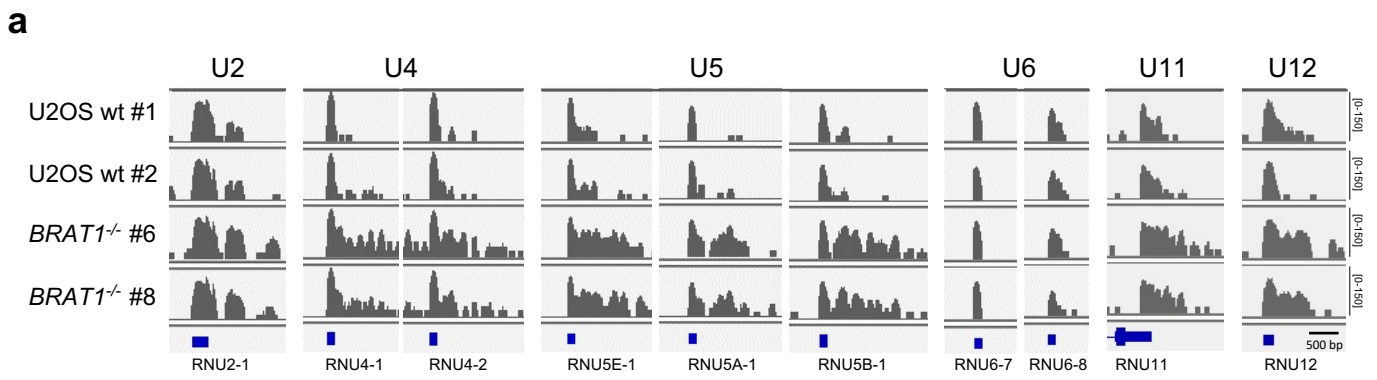 a
U2 U4 U5 U6 U11 U12
U2OS wt #1 [0-150]
U2OS wt #2 [0-150]
BRAT1-/- #6 [0-150]
BRAT1-/- #8 [0-150]
500 bp
RNU2-1 RNU4-1 RNU4-2 RNU5E-1 RNU5A-1 RNU5B-1 RNU6-7 RNU6-8 RNU11 RNU12